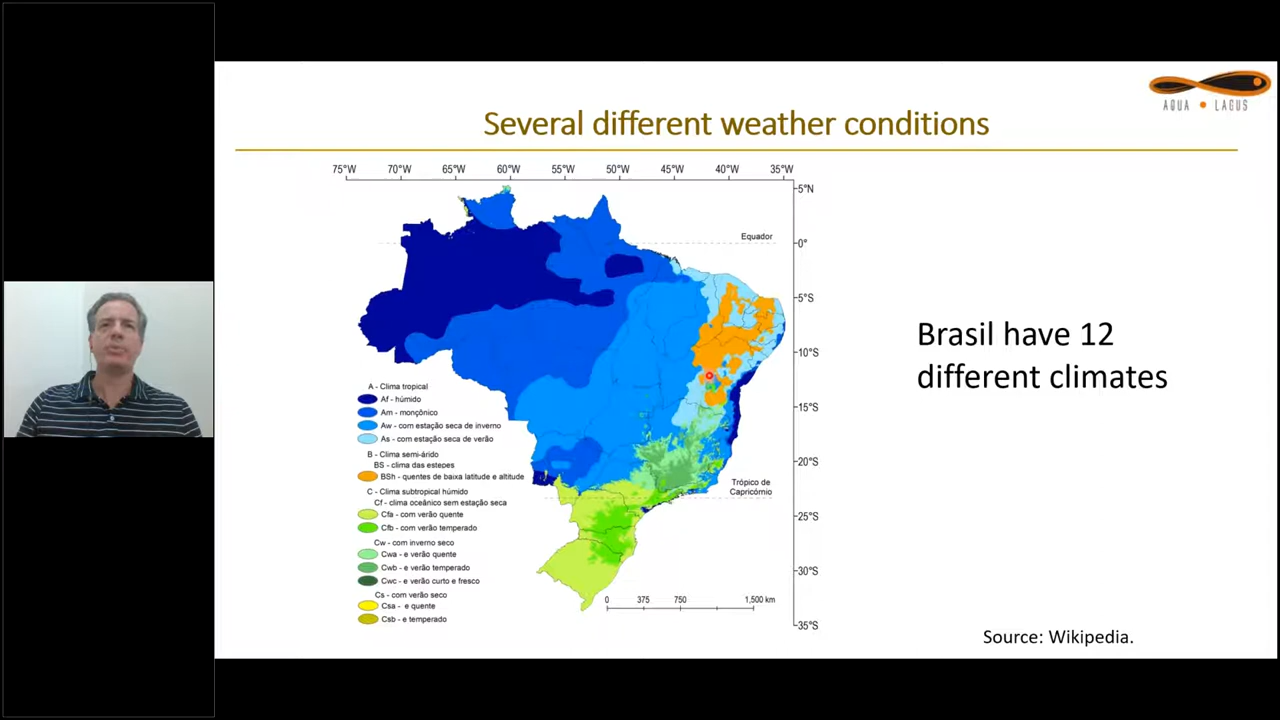 AQUA LAGUS
Several different weather conditions
75°W 70°W 65°W 60°W 55°W 50°W 45°W 40°W 35°W
5°N
Equador
0°
5°S
10°S
15°S
20°S
Trópico de
Capricórnio
25°S
30°S
35°S
A - Clima tropical
Af - húmido
Am - monçônico
Aw - com estação seca de inverno
As - com estação seca de verão
B - Clima semi-árido
BS - clima das estepes
BSh - quentes de baixa latitude e altitude
C - Clima subtropical húmido
Cf - clima oceânico sem estação seca
Cfa - com verão quente
Cfb - com verão temperado
Cw - com inverno seco
Cwa - e verão quente
Cwb - e verão temperado
Cwc - e verão curto e fresco
Cs - com verão seco
Csa - e quente
Csb - e temperado
0 375 750 1,500 km
Brasil have 12
different climates
Source: Wikipedia.